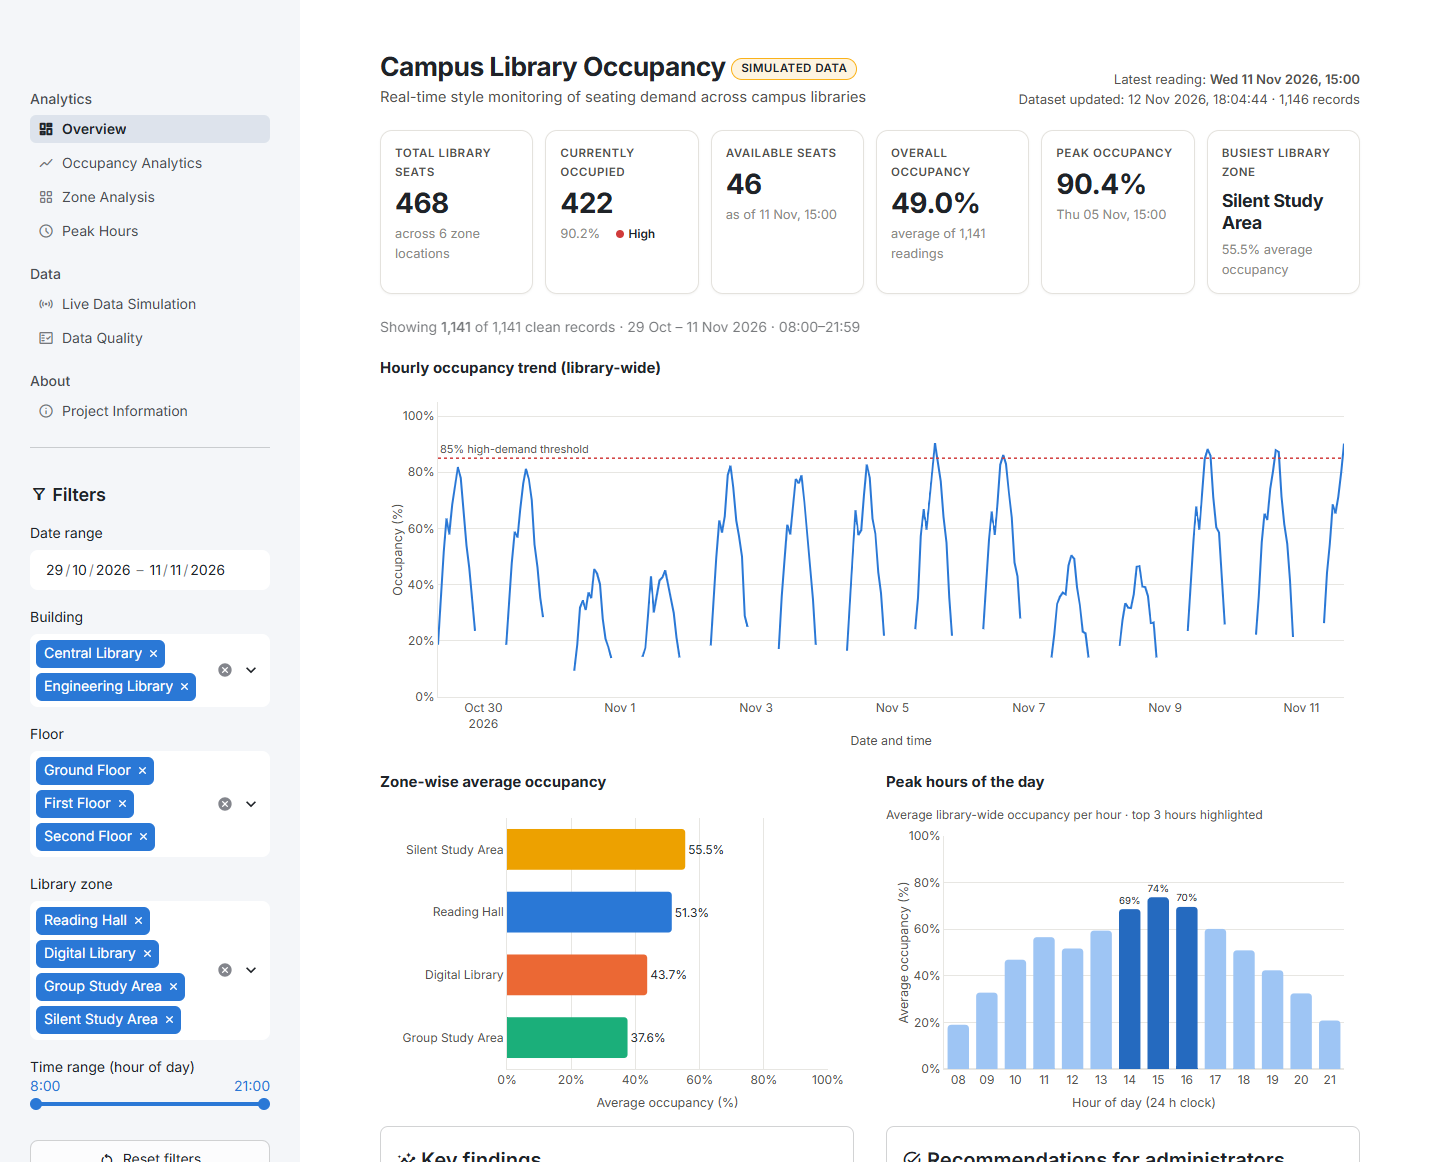 Analytics
Overview
Occupancy Analytics
Zone Analysis
Peak Hours
Data
Live Data Simulation
Data Quality
About
Project Information
Filters
Date range
29/10/2026 – 11/11/2026
Building
Central Library ×
Engineering Library ×
Floor
Ground Floor ×
First Floor ×
Second Floor ×
Library zone
Reading Hall ×
Digital Library ×
Group Study Area ×
Silent Study Area ×
Time range (hour of day)
8:00 21:00
Reset filters
Campus Library Occupancy SIMULATED DATA
Real-time style monitoring of seating demand across campus libraries
Latest reading: Wed 11 Nov 2026, 15:00
Dataset updated: 12 Nov 2026, 18:04:44 · 1,146 records
TOTAL LIBRARY
SEATS
468
across 6 zone
locations
CURRENTLY
OCCUPIED
422
90.2% High
AVAILABLE SEATS
46
as of 11 Nov, 15:00
OVERALL
OCCUPANCY
49.0%
average of 1,141
readings
PEAK OCCUPANCY
90.4%
Thu 05 Nov, 15:00
BUSIEST LIBRARY
ZONE
Silent Study
Area
55.5% average
occupancy
Showing 1,141 of 1,141 clean records · 29 Oct – 11 Nov 2026 · 08:00–21:59
Hourly occupancy trend (library-wide)
100%
85% high-demand threshold
80%
60%
40%
20%
0%
Occupancy (%)
Oct 30 Nov 1 Nov 3 Nov 5 Nov 7 Nov 9 Nov 11
2026
Date and time
Zone-wise average occupancy
Silent Study Area 55.5%
Reading Hall 51.3%
Digital Library 43.7%
Group Study Area 37.6%
0% 20% 40% 60% 80% 100%
Average occupancy (%)
Peak hours of the day
Average library-wide occupancy per hour · top 3 hours highlighted
100%
80%
60%
40%
20%
0%
Average occupancy (%)
69% 74% 70%
08 09 10 11 12 13 14 15 16 17 18 19 20 21
Hour of day (24 h clock)
Key findings
Recommendations for administrators